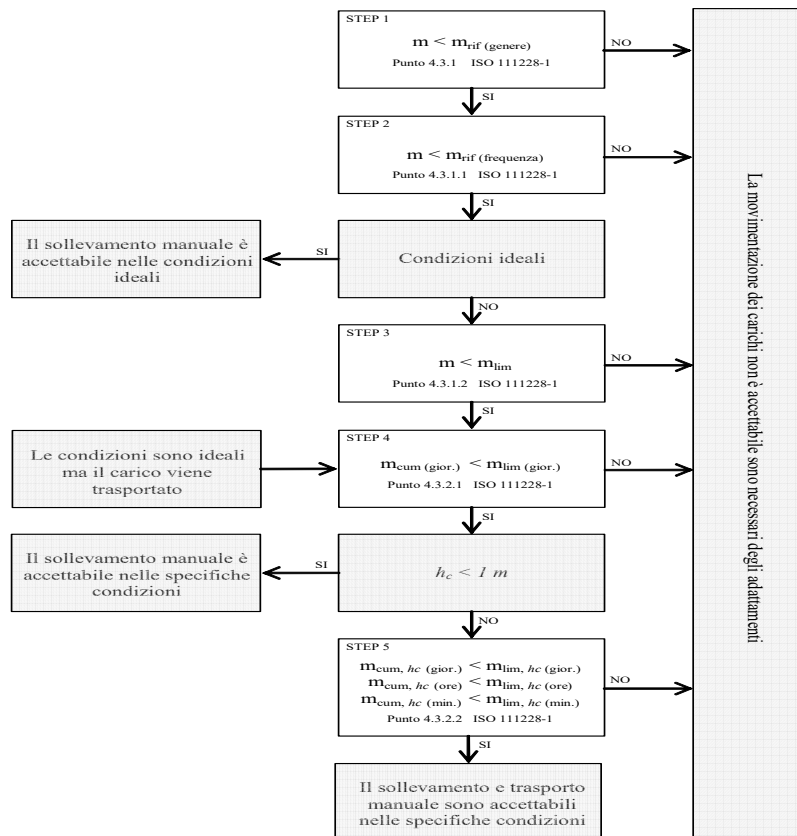 STEP 1
m < mrif (genere)
Punto 4.3.1 ISO 111228-1
NO
SI
STEP 2
m < mrif (frequenza)
Punto 4.3.1.1 ISO 111228-1
NO
SI
Il sollevamento manuale è
accettabile nelle condizioni
ideali
SI
Condizioni ideali
NO
STEP 3
m < mlim
Punto 4.3.1.2 ISO 111228-1
NO
SI
Le condizioni sono ideali
ma il carico viene
trasportato
STEP 4
mcum (gior.) < mlim (gior.)
Punto 4.3.2.1 ISO 111228-1
NO
SI
Il sollevamento manuale è
accettabile nelle specifiche
condizioni
SI
hc < 1 m
NO
STEP 5
mcum, hc (gior.) < mlim, hc (gior.)
mcum, hc (ore) < mlim, hc (ore)
mcum, hc (min.) < mlim, hc (min.)
Punto 4.3.2.2 ISO 111228-1
NO
SI
Il sollevamento e trasporto
manuale sono accettabili
nelle specifiche condizioni
La movimentazione dei carichi non è accettabile sono necessari degli adattamenti